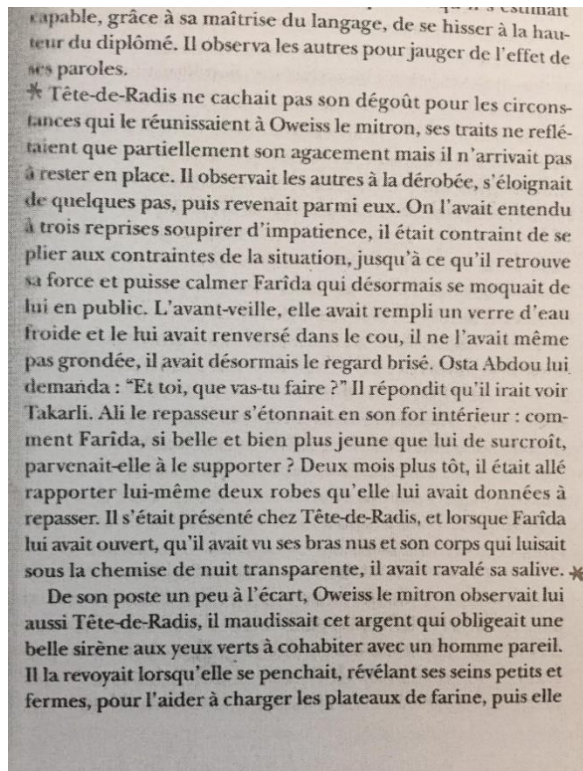 qu'il s'estimait
capable, grâce à sa maîtrise du langage, de se hisser à la hau-
teur du diplômé. Il observa les autres pour jauger de l'effet de
ses paroles.
* Tête-de-Radis ne cachait pas son dégoût pour les circons-
tances qui le réunissaient à Oweiss le mitron, ses traits ne reflé-
taient que partiellement son agacement mais il n'arrivait pas
à rester en place. Il observait les autres à la dérobée, s'éloignait
de quelques pas, puis revenait parmi eux. On l'avait entendu
à trois reprises soupirer d'impatience, il était contraint de se
plier aux contraintes de la situation, jusqu'à ce qu'il retrouve
sa force et puisse calmer Farîda qui désormais se moquait de
lui en public. L'avant-veille, elle avait rempli un verre d'eau
froide et le lui avait renversé dans le cou, il ne l'avait même
pas grondée, il avait désormais le regard brisé. Osta Abdou lui
demanda : “Et toi, que vas-tu faire ?” Il répondit qu'il irait voir
Takarli. Ali le repasseur s'étonnait en son for intérieur : com-
ment Farîda, si belle et bien plus jeune que lui de surcroît,
parvenait-elle à le supporter ? Deux mois plus tôt, il était allé
rapporter lui-même deux robes qu'elle lui avait données à
repasser. Il s'était présenté chez Tête-de-Radis, et lorsque Farîda
lui avait ouvert, qu'il avait vu ses bras nus et son corps qui luisait
sous la chemise de nuit transparente, il avait ravalé sa salive. *
De son poste un peu à l'écart, Oweiss le mitron observait lui
aussi Tête-de-Radis, il maudissait cet argent qui obligeait une
belle sirène aux yeux verts à cohabiter avec un homme pareil.
Il la revoyait lorsqu'elle se penchait, révélant ses seins petits et
fermes, pour l'aider à charger les plateaux de farine, puis elle